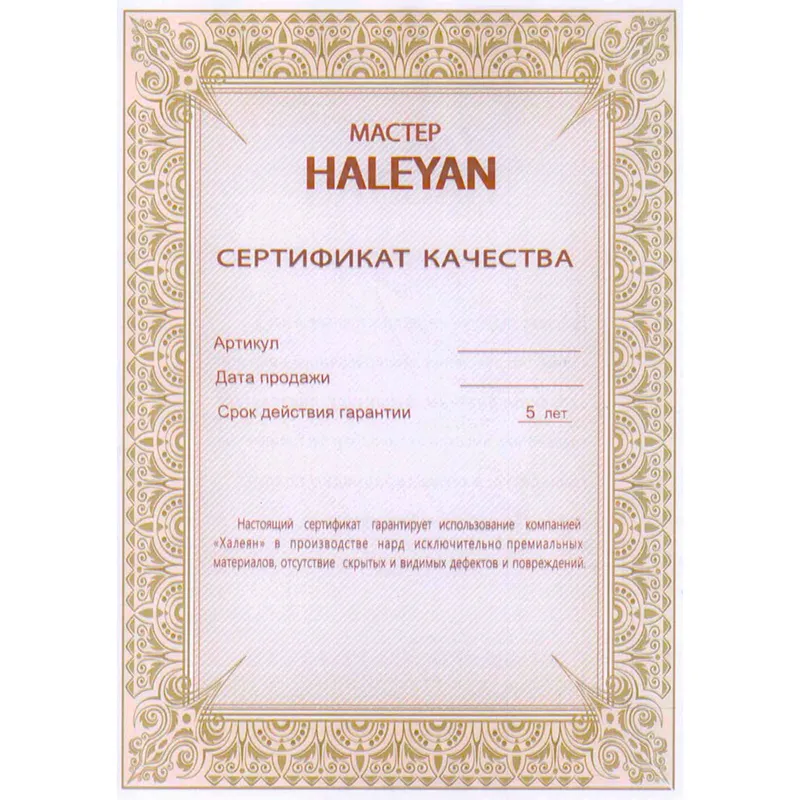 МАСТЕР
HALEYAN
СЕРТИФИКАТ КАЧЕСТВА
Артикул
Дата продажи
Срок действия гарантии 5 лет
Настоящий сертификат гарантирует использование компанией
«Халеян» в производстве нард исключительно премиальных
материалов, отсутствие скрытых и видимых дефектов и повреждений.